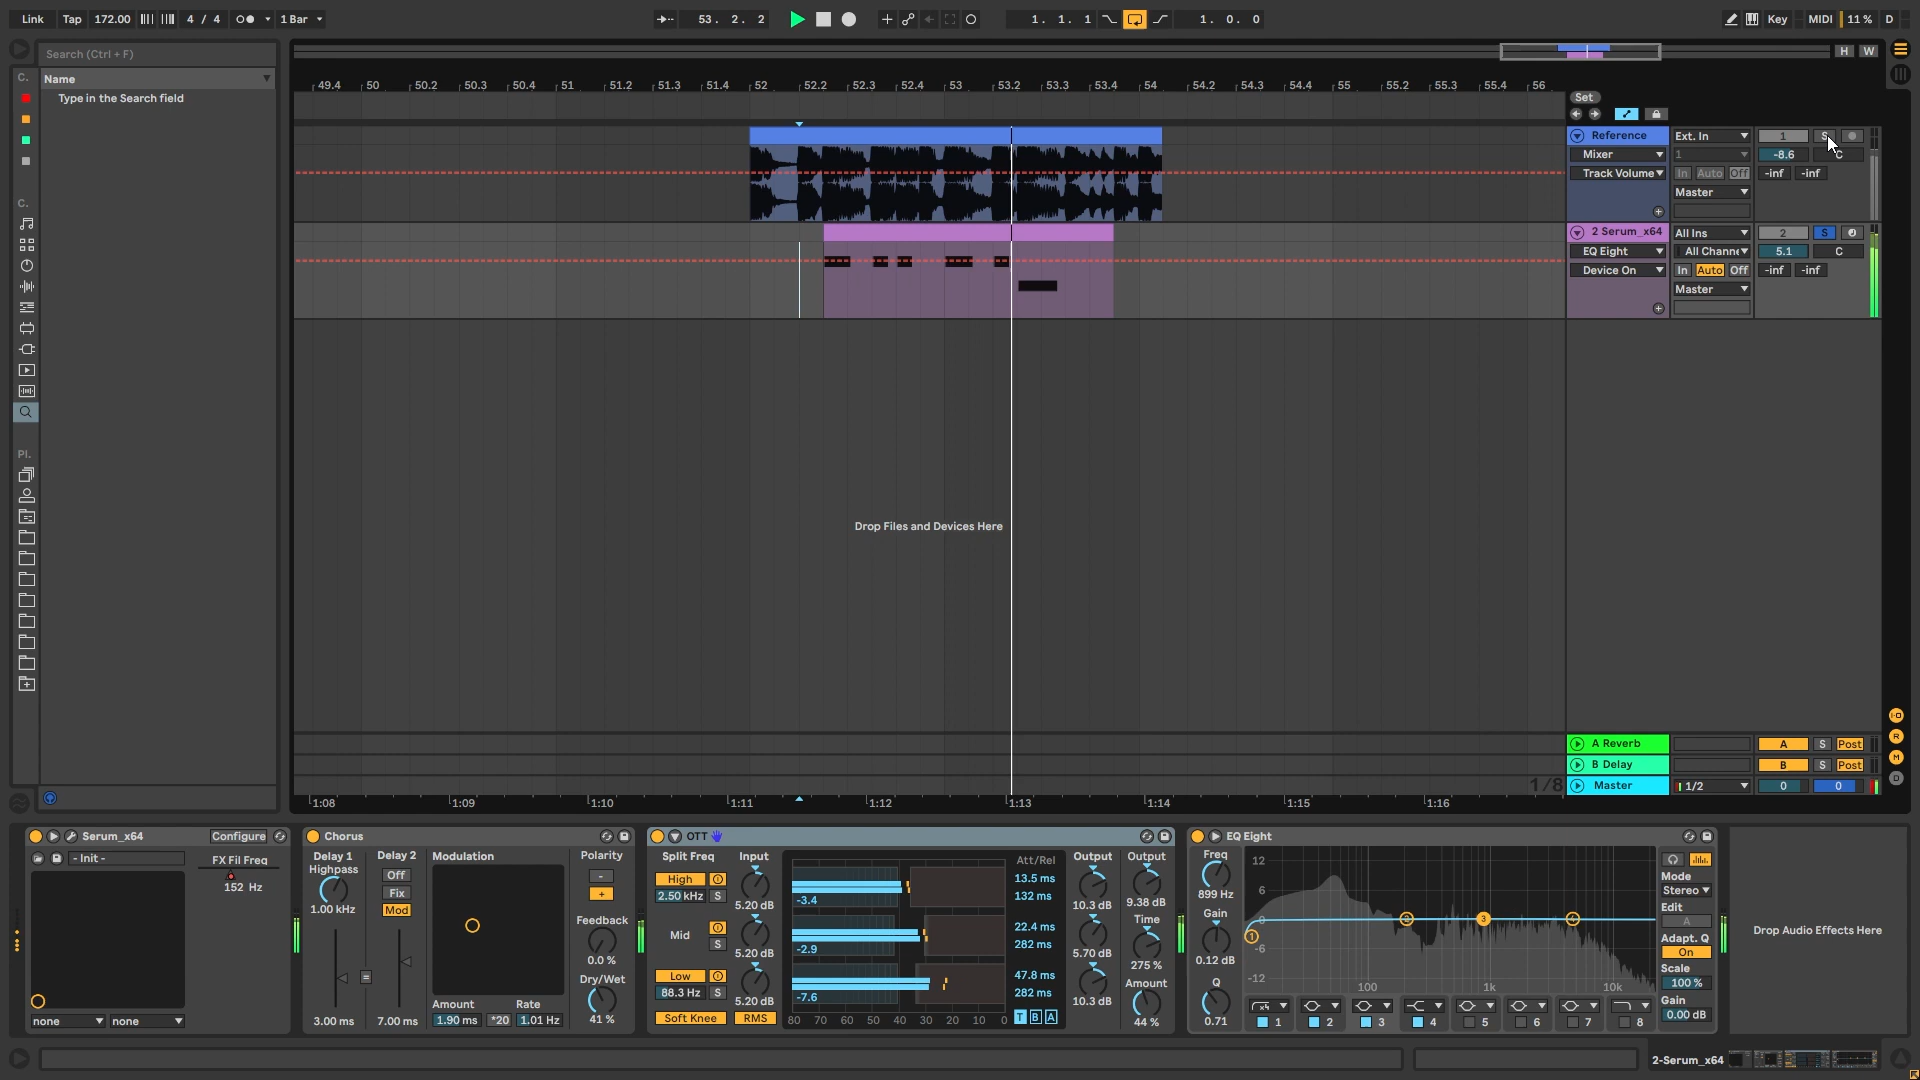 Link Tap 172.00 4 / 4 1 Bar 53. 2. 2 1. 1. 1 1. 0. 0 Key MIDI 11 % D
Search (Ctrl + F)
H W
C.
Name
Type in the Search field
49.4 50 50.2 50.3 50.4 51 51.2 51.3 51.4 52 52.2 52.3 52.4 53 53.2 53.3 53.4 54 54.2 54.3 54.4 55 55.2 55.3 55.4 56
Set
Reference Ext. In 1 S
Mixer 1 -8.6 C
Track Volume In Auto Off -inf -inf
Master
C.
2 Serum_x64 All Ins 2 S
EQ Eight All Channe 5.1 C
Device On In Auto Off -inf -inf
Master
Pl.
Drop Files and Devices Here
A Reverb A S Post
B Delay B S Post
1/8
Master 1/2 0 0
1:08 1:09 1:10 1:11 1:12 1:13 1:14 1:15 1:16
I·O
R
M
D
Serum_x64 Configure
- Init -
FX Fil Freq
152 Hz
none none
Chorus
Delay 1
Highpass
1.00 kHz
3.00 ms
Delay 2
Off
Fix
Mod
7.00 ms
Modulation
Amount Rate
1.90 ms *20 1.01 Hz
Polarity
-
+
Feedback
0.0 %
Dry/Wet
41 %
OTT
Split Freq Input Att/Rel Output Output
High
2.50 kHz S 5.20 dB -3.4 13.5 ms 132 ms 10.3 dB 9.38 dB
Mid S 5.20 dB -2.9 22.4 ms 282 ms 5.70 dB
Time
275 %
Low
88.3 Hz S 5.20 dB -7.6 47.8 ms 282 ms 10.3 dB
Amount
44 %
Soft Knee RMS 80 70 60 50 40 30 20 10 0 T B A
EQ Eight
Freq
899 Hz
Gain
0.12 dB
Q
0.71
12
6
0
-6
-12
100 1k 10k
1 2 3 4
x4
1 2 3 4 5 6 7 8
Mode
Stereo
Edit
A
Adapt. Q
On
Scale
100 %
Gain
0.00 dB
Drop Audio Effects Here
2-Serum_x64